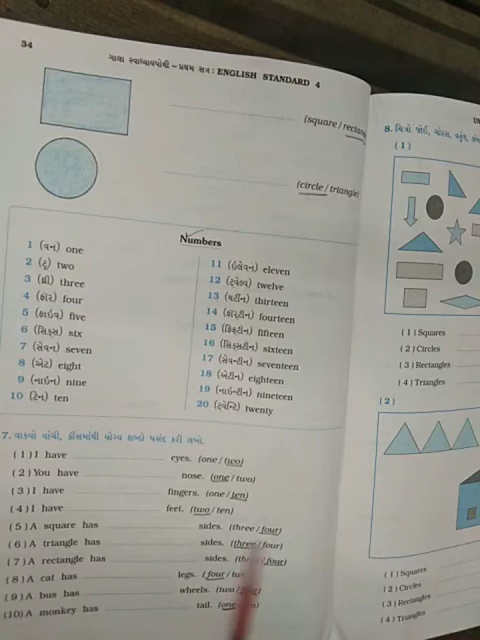 34
ગાલા સ્વાધ્યાયપોથી – પ્રથમ સત્ર : ENGLISH STANDARD 4
(square /
(circle / triangle)
Numbers
1 (વન) one
2 (ટૂ) two
3 (થ્રી) three
4 (ફોર) four
5 (ફાઇવ) five
6 (સિક્સ) six
7 (સેવન) seven
8 (એટ) eight
9 (નાઇન) nine
10 (ટેન) ten
11 (ઇલેવન) eleven
12 (ટ્વેલ્વ) twelve
13 (થર્ટીન) thirteen
14 (ફોર્ટીન) fourteen
15 (ફિફ્ટીન) fifteen
16 (સિક્સ્ટીન) sixteen
17 (સેવન્ટીન) seventeen
18 (એટીન) eighteen
19 (નાઇન્ટીન) nineteen
20 (ટ્વેન્ટિ) twenty
7. વાક્યો વાંચી, કૌંસમાંથી યોગ્ય શબ્દો પસંદ કરી લખો.
(1) I have eyes. (one / two)
(2) You have nose. (one / two)
(3) I have fingers. (one / ten)
(4) I have feet. (two / ten)
(5) A square has sides. (three / four)
(6) A triangle has sides. (three / four)
(7) A rectangle has sides. / four)
(8) A cat has legs. (four /
(9) A bus has wheels. (two /
(10) A monkey has tail. (one
8. ચિત્રો જોઈ, ચોરસ, વર્તુળ,
(1)
(1) Squares
(2) Circles
(3) Rectangles
(4) Triangles
(2)
(1) Squares
(2) Circles
(3) Rectangles
(4) Triangles